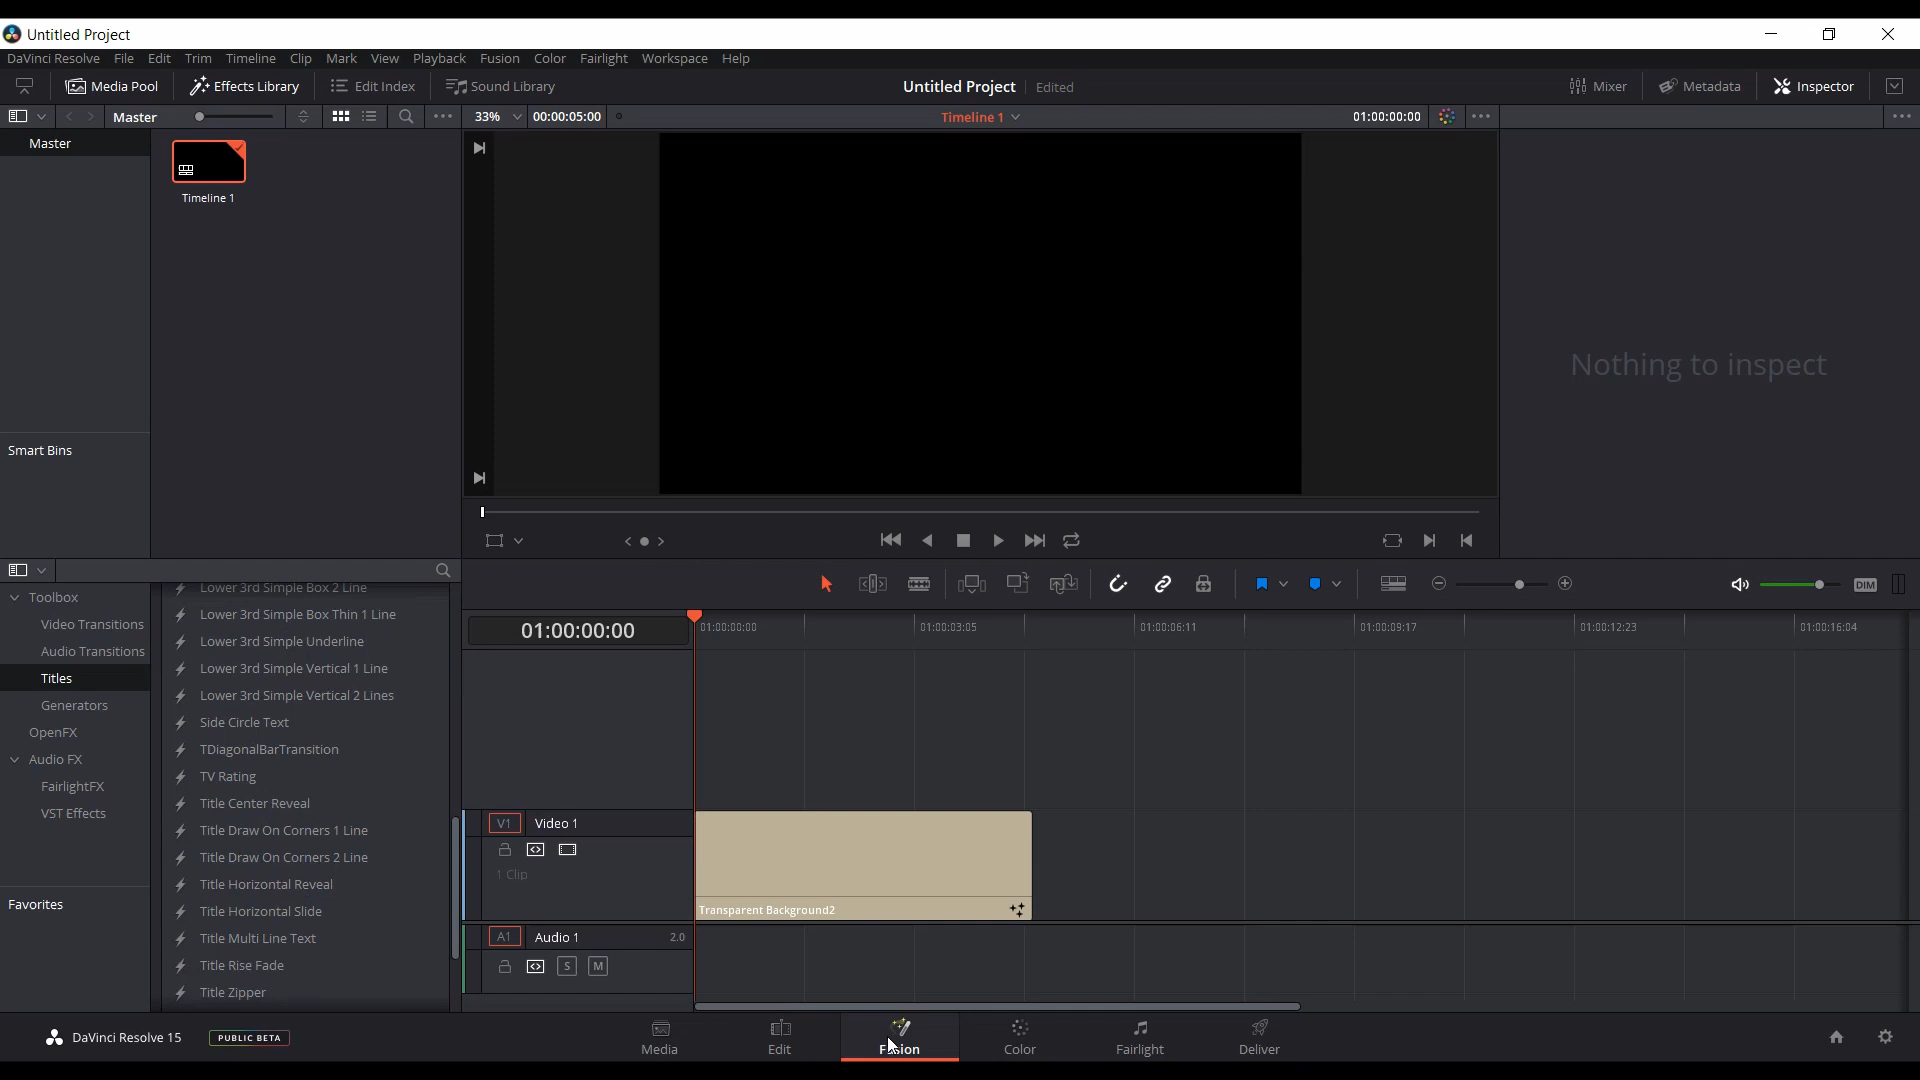 Untitled Project
DaVinci Resolve File Edit Trim Timeline Clip Mark View Playback Fusion Color Fairlight Workspace Help
Media Pool Effects Library Edit Index Sound Library Untitled Project Edited Mixer Metadata Inspector
Master 33% 00:00:05:00 Timeline 1 01:00:00:00
Master
Timeline 1
Nothing to inspect
Smart Bins
Toolbox
Video Transitions
Audio Transitions
Titles
Generators
OpenFX
Audio FX
FairlightFX
VST Effects
Favorites
Lower 3rd Simple Box 2 Line
Lower 3rd Simple Box Thin 1 Line
Lower 3rd Simple Underline
Lower 3rd Simple Vertical 1 Line
Lower 3rd Simple Vertical 2 Lines
Side Circle Text
TDiagonalBarTransition
TV Rating
Title Center Reveal
Title Draw On Corners 1 Line
Title Draw On Corners 2 Line
Title Horizontal Reveal
Title Horizontal Slide
Title Multi Line Text
Title Rise Fade
Title Zipper
DIM
01:00:00:00 01:00:00:00 01:00:03:05 01:00:06:11 01:00:09:17 01:00:12:23 01:00:16:04
V1 Video 1
1 Clip
Transparent Background2
A1 Audio 1 2.0
S M
DaVinci Resolve 15 PUBLIC BETA
Media Edit Fusion Color Fairlight Deliver